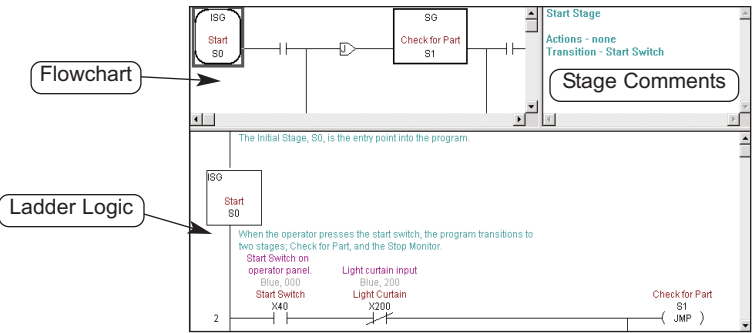 ISG
Start
S0
J
SG
Check for Part
S1
Start Stage
Actions - none
Transition - Start Switch
Flowchart
Stage Comments
The Initial Stage, S0, is the entry point into the program.
ISG
Start
S0
Ladder Logic
When the operator presses the start switch, the program transitions to
two stages; Check for Part, and the Stop Monitor.
Start Switch on
operator panel.
Blue, 000
Start Switch
X40
Light curtain input
Blue, 200
Light Curtain
X200
Check for Part
S1
( JMP )
2